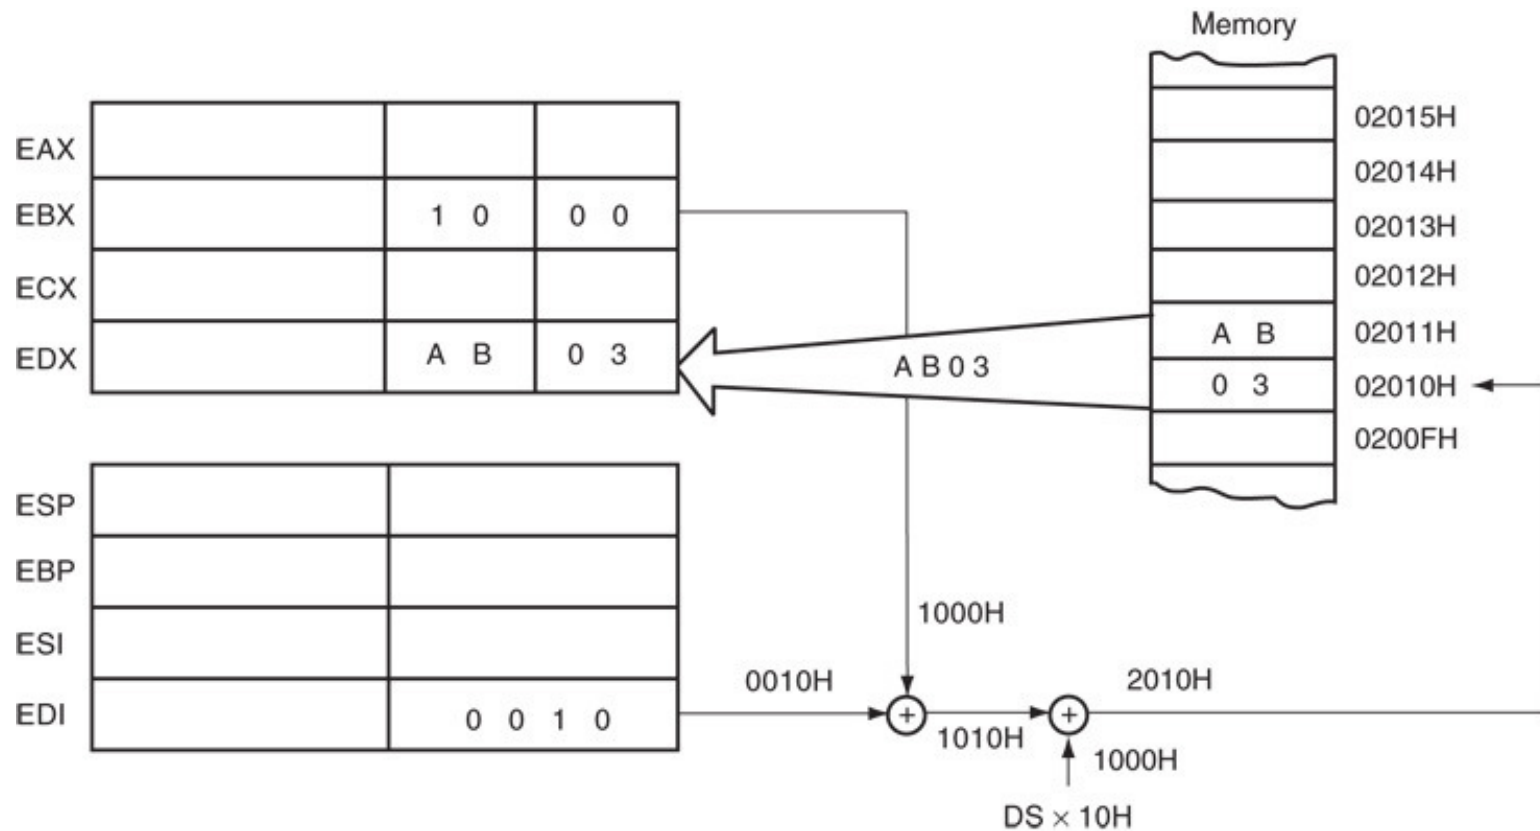 Memory
02015H
EAX
02014H
EBX 1 0 0 0
02013H
ECX
02012H
EDX A B 0 3
A B 0 3
A B 02011H
0 3 02010H
0200FH
ESP
EBP
ESI
EDI 0 0 1 0
0010H
1000H
1010H
2010H
1000H
DS × 10H